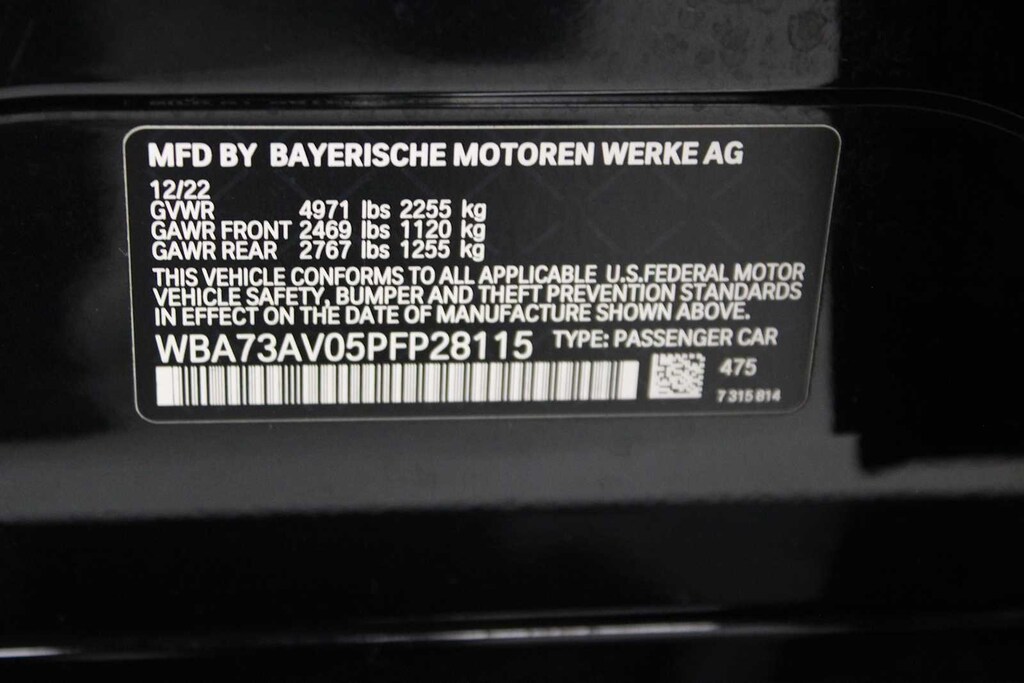 MFD BY BAYERISCHE MOTOREN WERKE AG
12/22
GVWR 4971 lbs 2255 kg
GAWR FRONT 2469 lbs 1120 kg
GAWR REAR 2767 lbs 1255 kg
THIS VEHICLE CONFORMS TO ALL APPLICABLE U.S.FEDERAL MOTOR
VEHICLE SAFETY, BUMPER AND THEFT PREVENTION STANDARDS
IN EFFECT ON THE DATE OF MANUFACTURE SHOWN ABOVE.
WBA73AV05PFP28115 TYPE: PASSENGER CAR
475
7 315 814